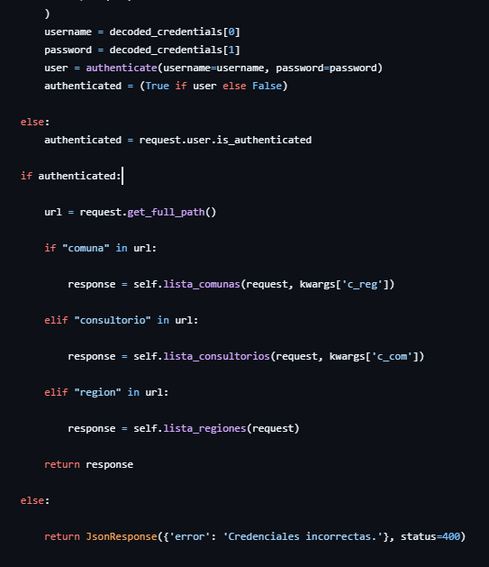 )
username = decoded_credentials[0]
password = decoded_credentials[1]
user = authenticate(username=username, password=password)
authenticated = (True if user else False)
else:
authenticated = request.user.is_authenticated
if authenticated:
url = request.get_full_path()
if "comuna" in url:
response = self.lista_comunas(request, kwargs['c_reg'])
elif "consultorio" in url:
response = self.lista_consultorios(request, kwargs['c_com'])
elif "region" in url:
response = self.lista_regiones(request)
return response
else:
return JsonResponse({'error': 'Credenciales incorrectas.'}, status=400)